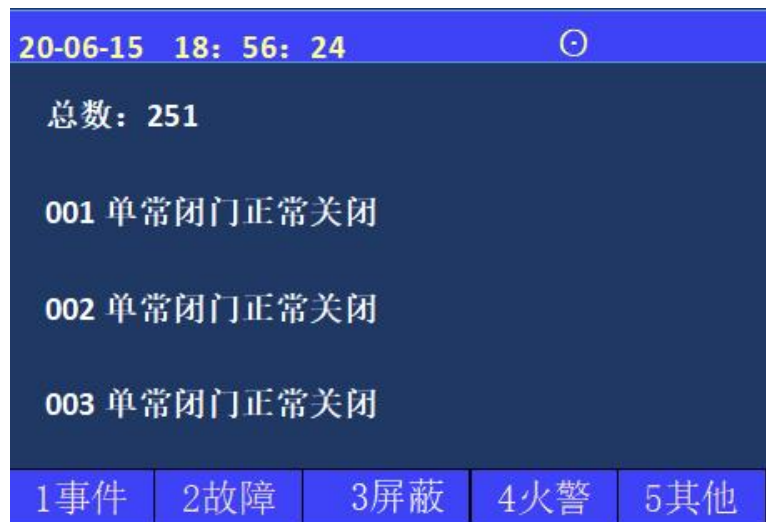 20-06-15 18：56：24
总数：251
001 单常闭门正常关闭
002 单常闭门正常关闭
003 单常闭门正常关闭
1事件 2故障 3屏蔽 4火警 5其他